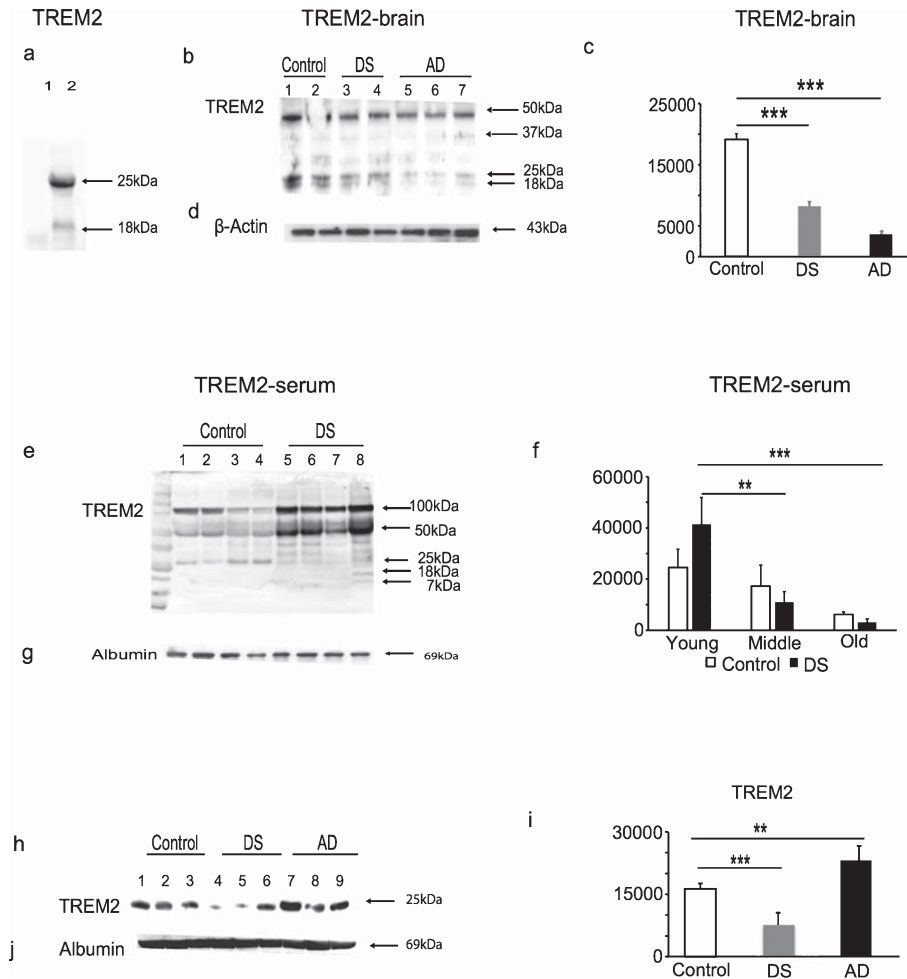 TREM2
TREM2-brain
TREM2-brain
a
1 2
25kDa
18kDa
b
Control DS AD
1 2 3 4 5 6 7
TREM2
50kDa
37kDa
25kDa
18kDa
d
β-Actin
43kDa
c
***
***
25000
15000
5000
0
Control DS AD
TREM2-serum
TREM2-serum
e
Control DS
1 2 3 4 5 6 7 8
TREM2
100kDa
50kDa
25kDa
18kDa
7kDa
g
Albumin
69kDa
f
***
**
60000
40000
20000
0
Young Middle Old
Control DS
h
Control DS AD
1 2 3 4 5 6 7 8 9
TREM2
25kDa
j
Albumin
69kDa
TREM2
i
**
***
30000
15000
0
Control DS AD